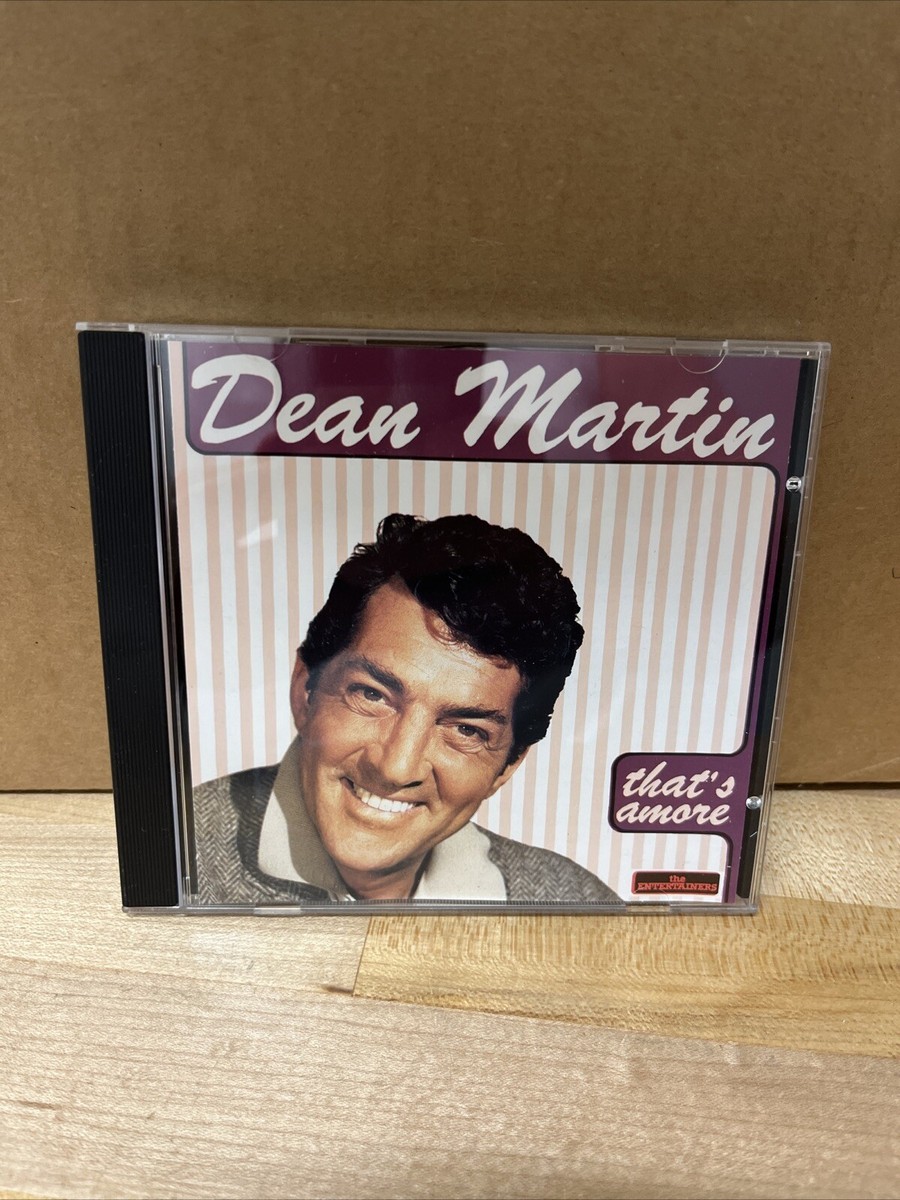 Dean Martin
that's
amore
the
ENTERTAINERS